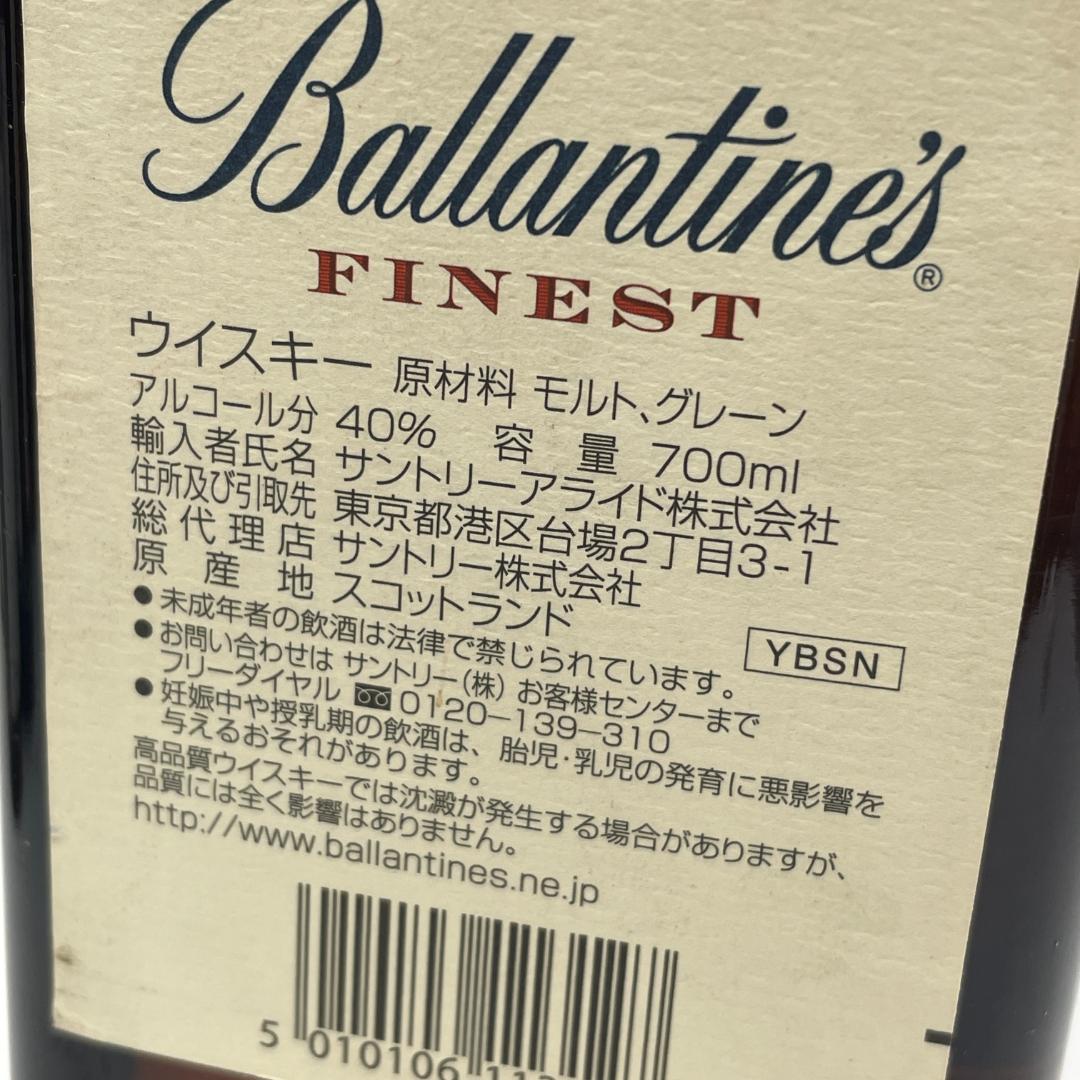 Ballantine's®
FINEST
ウイスキー 原材料 モルト、グレーン
アルコール分 40% 容量 700ml
輸入者氏名 サントリーアライド株式会社
住所及び引取先 東京都港区台場2丁目3-1
総代理店 サントリー株式会社
原産地 スコットランド
●未成年者の飲酒は法律で禁じられています。
YBSN
●お問い合わせは サントリー(株) お客様センターまで
フリーダイヤル 0120-139-310
●妊娠中や授乳期の飲酒は、胎児・乳児の発育に悪影響を
与えるおそれがあります。
高品質ウイスキーでは沈澱が発生する場合がありますが、
品質には全く影響はありません。
http://www.ballantines.ne.jp
5 010106